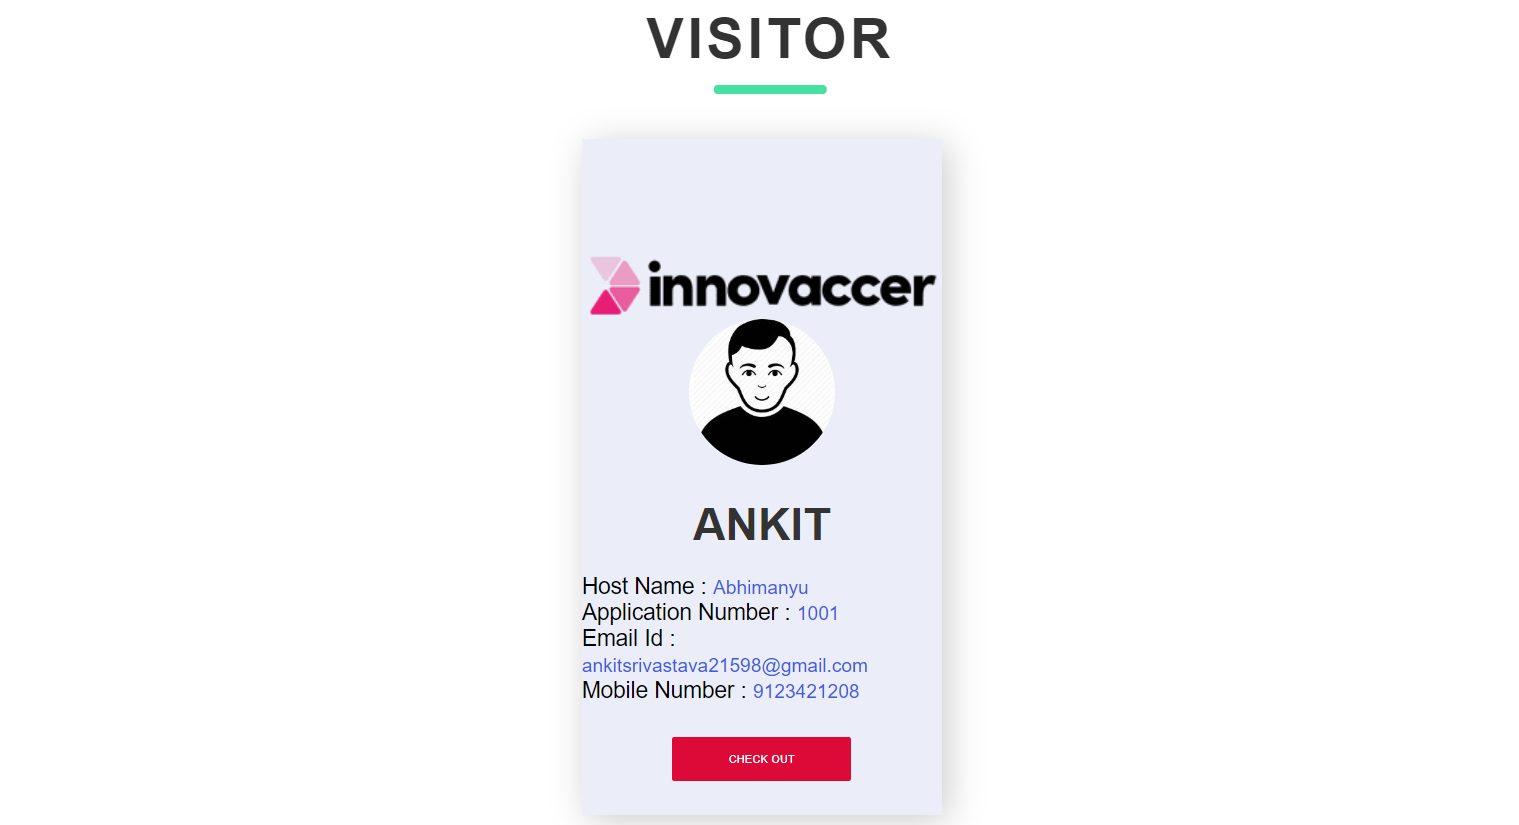 VISITOR
innovaccer
ANKIT
Host Name : Abhimanyu
Application Number : 1001
Email Id :
ankitsrivastava21598@gmail.com
Mobile Number : 9123421208
CHECK OUT